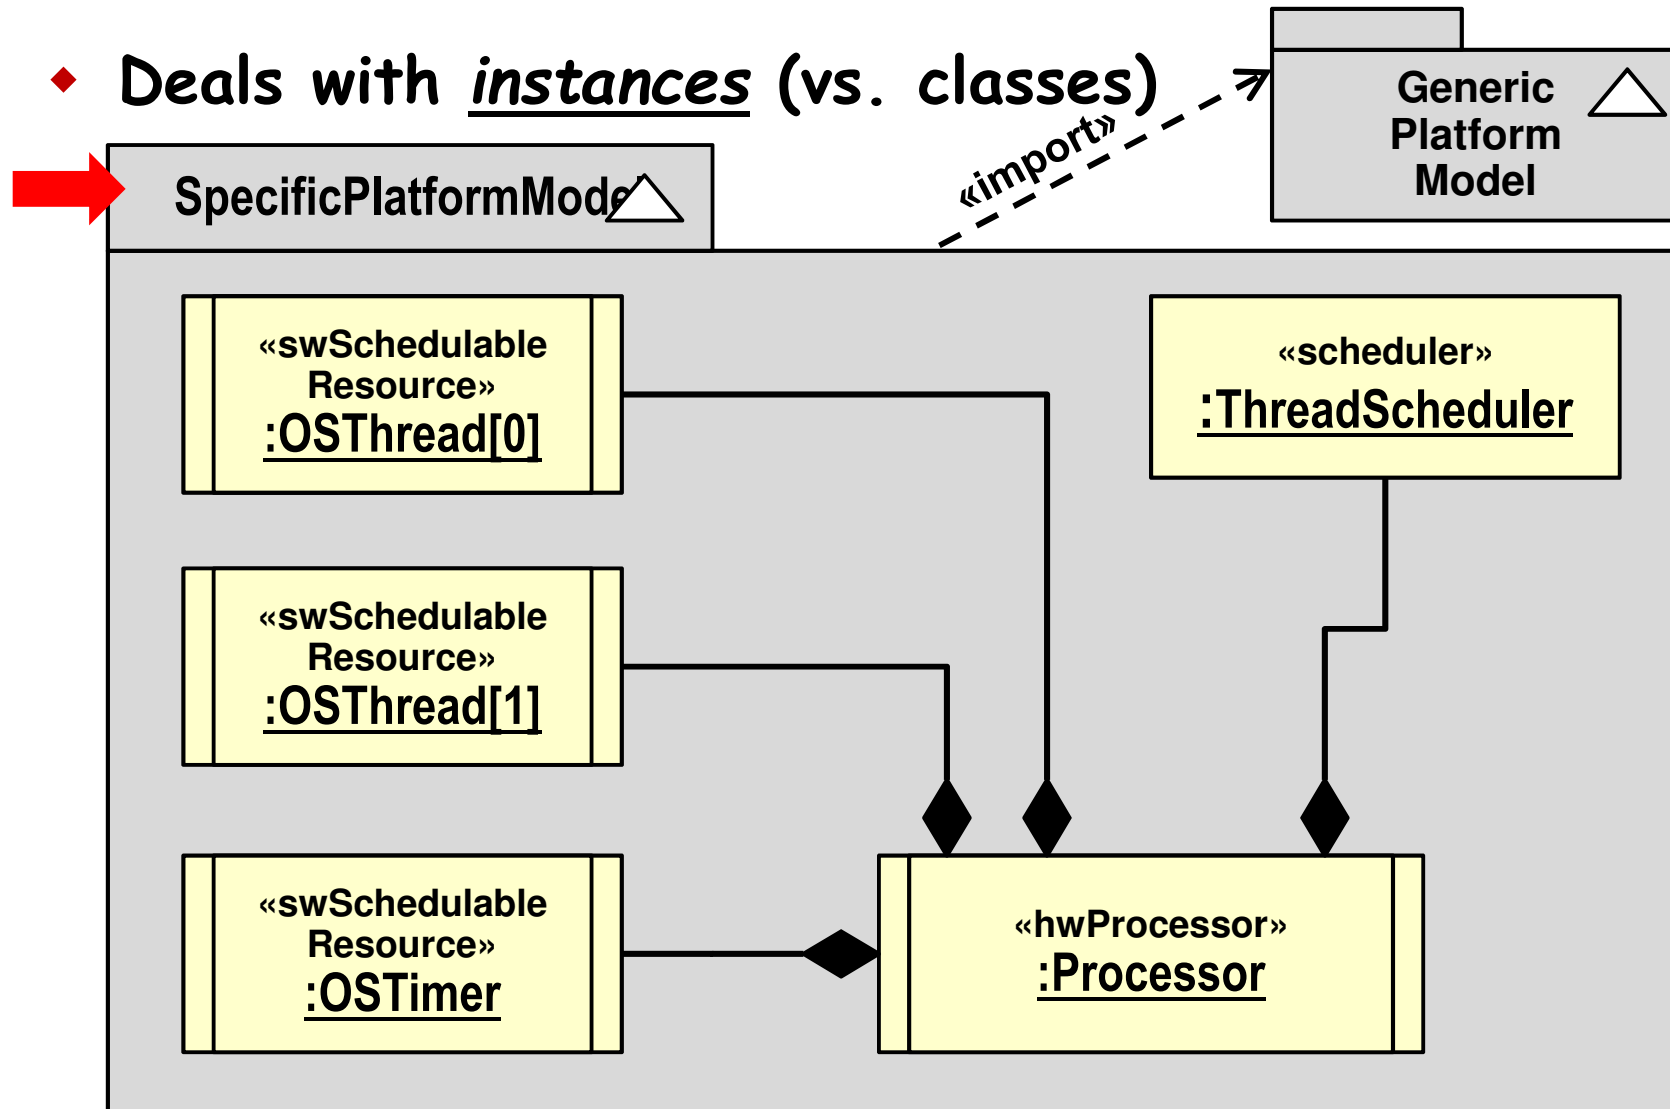 Deals with instances (vs. classes)
«import»
Generic
Platform
Model
SpecificPlatformMode
«swSchedulable
Resource»
:OSThread[0]
«scheduler»
:ThreadScheduler
«swSchedulable
Resource»
:OSThread[1]
«swSchedulable
Resource»
:OSTimer
«hwProcessor»
:Processor